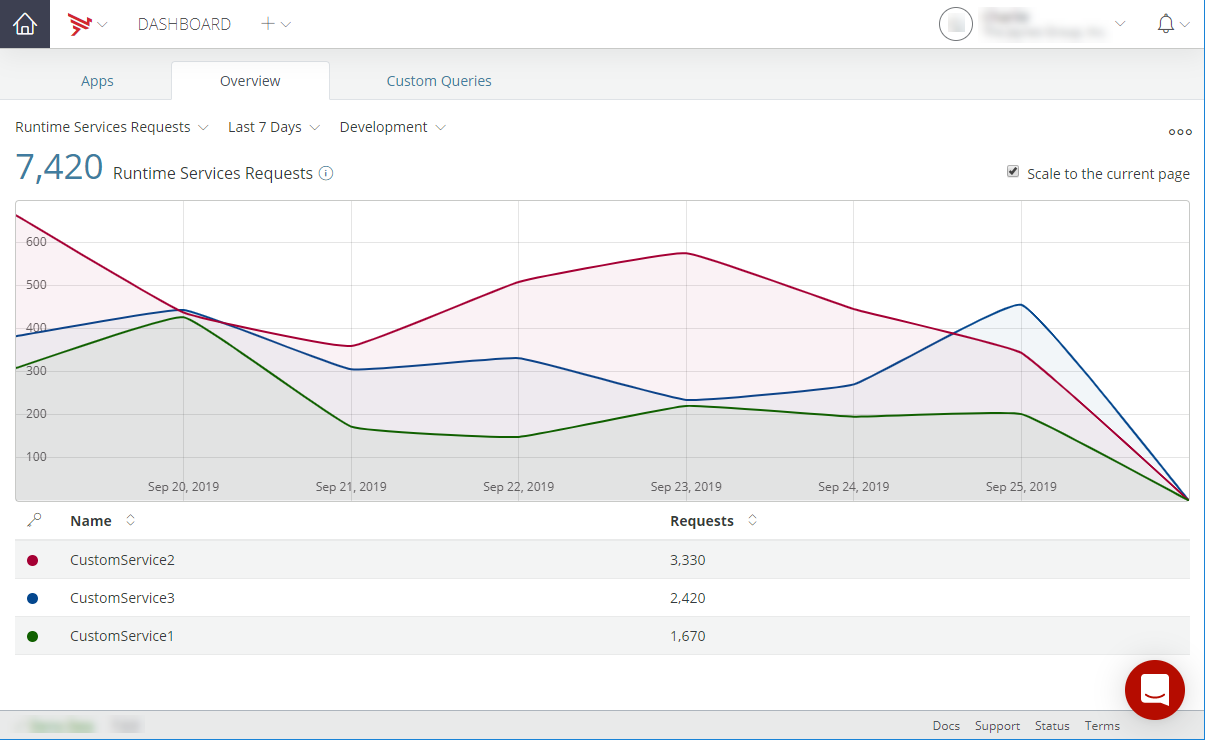 DASHBOARD
Apps Overview Custom Queries
Runtime Services Requests Last 7 Days Development
7,420 Runtime Services Requests
Scale to the current page
600
500
400
300
200
100
Sep 20, 2019 Sep 21, 2019 Sep 22, 2019 Sep 23, 2019 Sep 24, 2019 Sep 25, 2019
Name Requests
CustomService2 3,330
CustomService3 2,420
CustomService1 1,670
Docs Support Status Terms